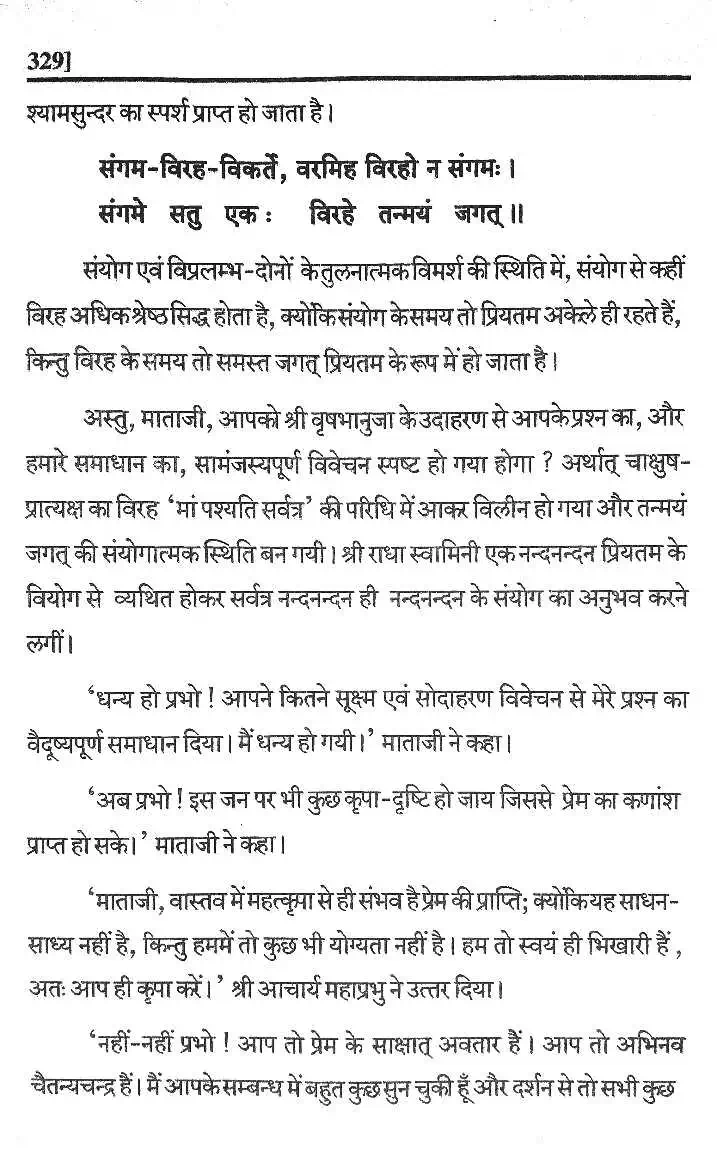 329]
श्यामसुन्दर का स्पर्श प्राप्त हो जाता है।
संगम-विरह-विकर्ते, वरमिह विरहो न संगमः।
संगमे सतु एकः विरहे तन्मयं जगत्॥
संयोग एवं विप्रलम्भ-दोनों के तुलनात्मक विमर्श की स्थिति में, संयोग से कहीं
विरह अधिक श्रेष्ठ सिद्ध होता है, क्योंकि संयोग के समय तो प्रियतम अकेले ही रहते हैं,
किन्तु विरह के समय तो समस्त जगत् प्रियतम के रूप में हो जाता है।
अस्तु, माताजी, आपको श्री वृषभानुजा के उदाहरण से आपके प्रश्न का, और
हमारे समाधान का, सामंजस्यपूर्ण विवेचन स्पष्ट हो गया होगा ? अर्थात् चाक्षुष-
प्रात्यक्ष का विरह ‘मां पश्यति सर्वत्र’ की परिधि में आकर विलीन हो गया और तन्मयं
जगत् की संयोगात्मक स्थिति बन गयी। श्री राधा स्वामिनी एक नन्दनन्दन प्रियतम के
वियोग से व्यथित होकर सर्वत्र नन्दनन्दन ही नन्दनन्दन के संयोग का अनुभव करने
लगीं।
‘धन्य हो प्रभो ! आपने कितने सूक्ष्म एवं सोदाहरण विवेचन से मेरे प्रश्न का
वैदूष्यपूर्ण समाधान दिया। मैं धन्य हो गयी।’ माताजी ने कहा।
‘अब प्रभो ! इस जन पर भी कुछ कृपा-दृष्टि हो जाय जिससे प्रेम का कणांश
प्राप्त हो सके।’ माताजी ने कहा।
‘माताजी, वास्तव में महत्कृपा से ही संभव है प्रेम की प्राप्ति; क्योंकि यह साधन-
साध्य नहीं है, किन्तु हममें तो कुछ भी योग्यता नहीं है। हम तो स्वयं ही भिखारी हैं ,
अतः आप ही कृपा करें।’ श्री आचार्य महाप्रभु ने उत्तर दिया।
‘नहीं-नहीं प्रभो ! आप तो प्रेम के साक्षात् अवतार हैं। आप तो अभिनव
चैतन्यचन्द्र हैं। मैं आपके सम्बन्ध में बहुत कुछ सुन चुकी हूँ और दर्शन से तो सभी कुछ